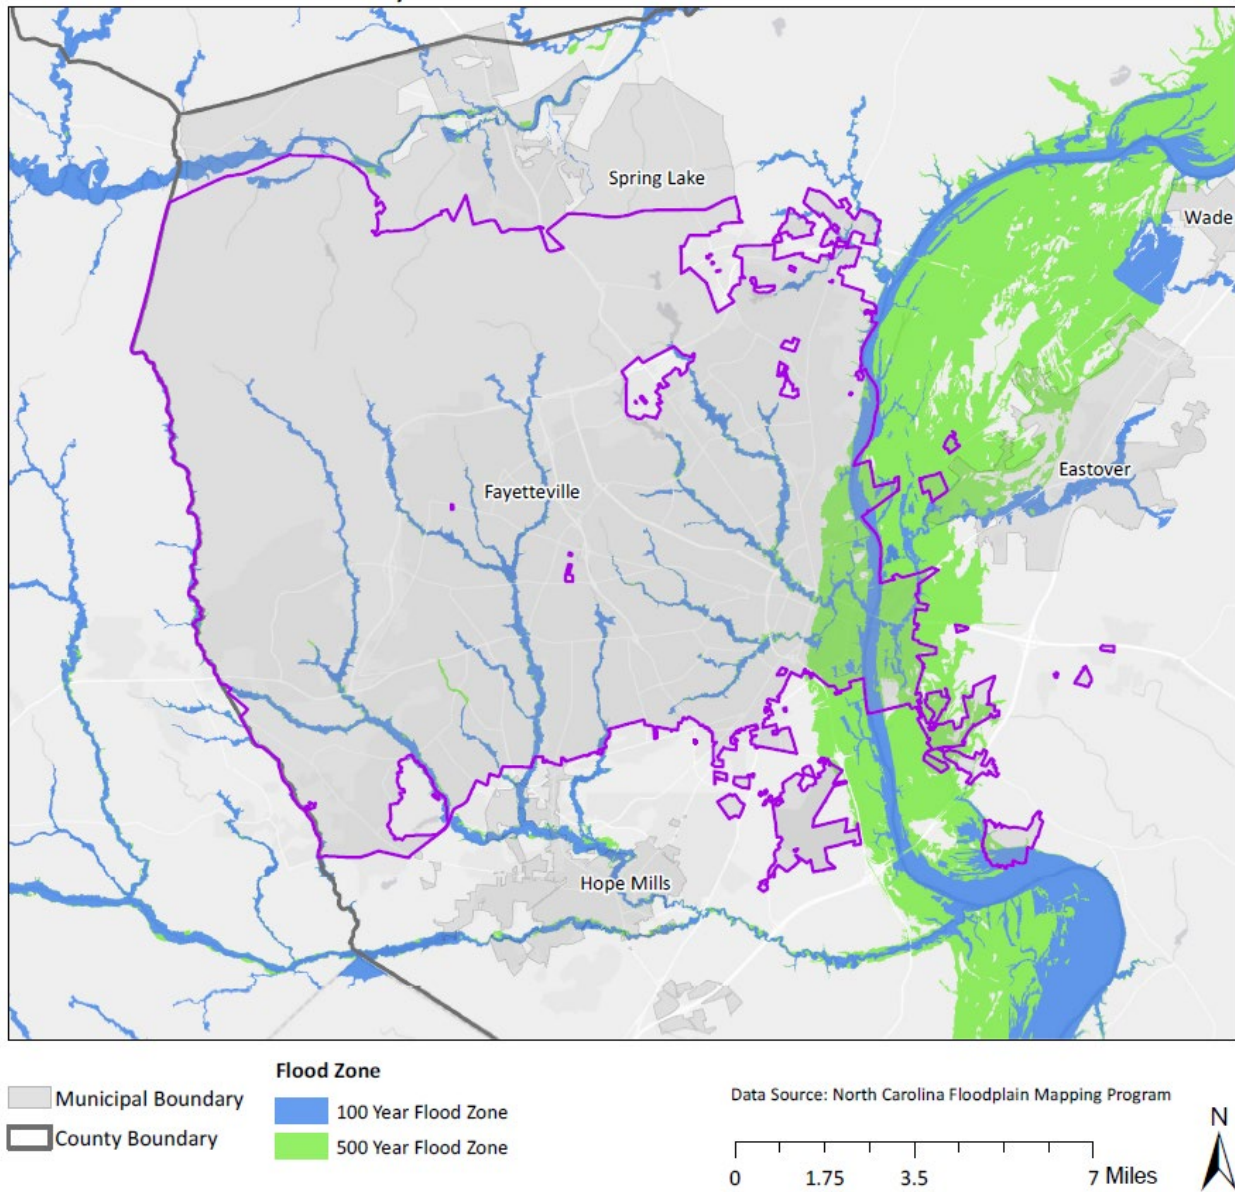 Spring Lake
Wade
Eastover
Fayetteville
Hope Mills
Flood Zone
Municipal Boundary
County Boundary
100 Year Flood Zone
500 Year Flood Zone
Data Source: North Carolina Floodplain Mapping Program
N
0 1.75 3.5 7 Miles